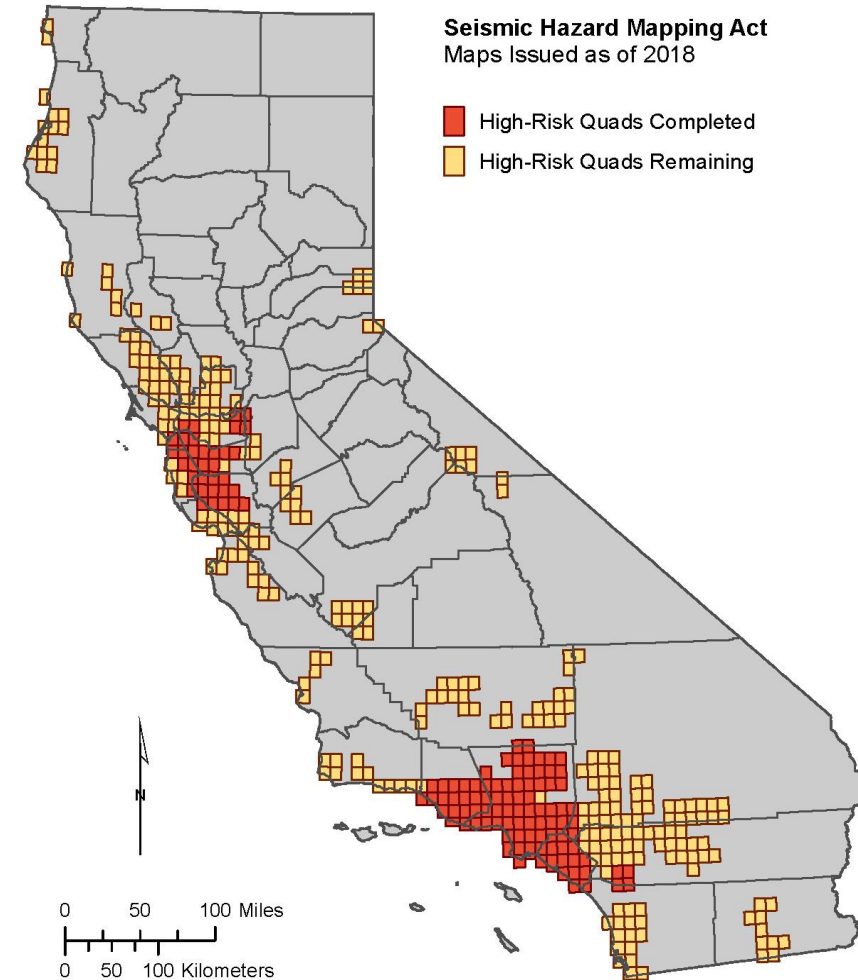 Seismic Hazard Mapping Act
Maps Issued as of 2018
High-Risk Quads Completed
High-Risk Quads Remaining
N
0 50 100 Miles
0 50 100 Kilometers